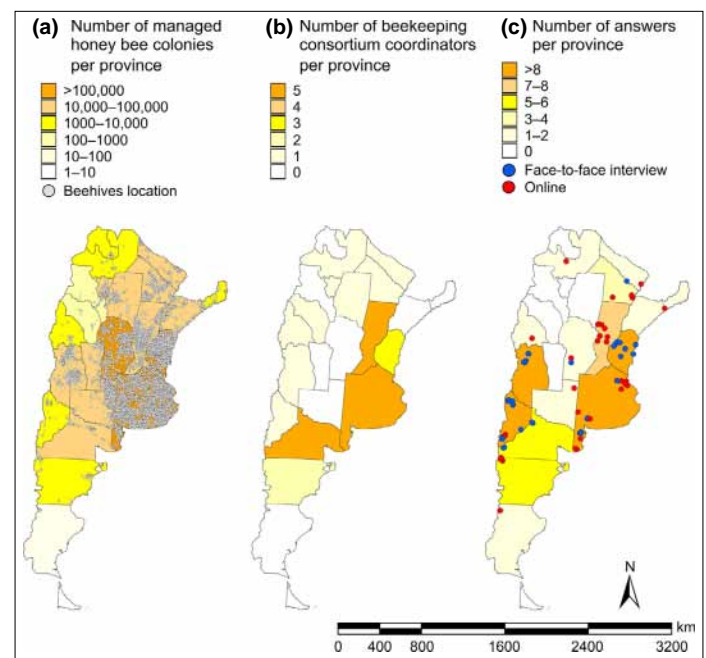 (a) Number of managed
honey bee colonies
per province
>100,000
10,000–100,000
1000–10,000
100–1000
10–100
1–10
Beehives location
(b) Number of beekeeping
consortium coordinators
per province
5
4
3
2
1
0
(c) Number of answers
per province
>8
7–8
5–6
3–4
1–2
0
Face-to-face interview
Online
N
km
0 400 800 1600 2400 3200